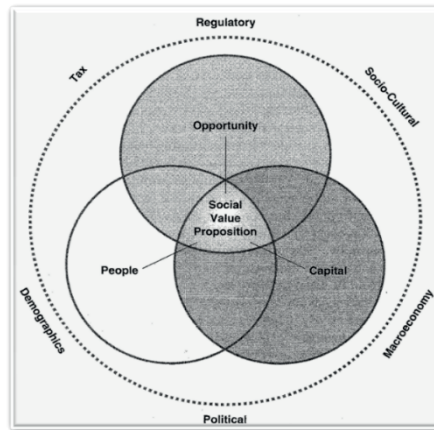 Regulatory
Tax
Socio-Cultural
Opportunity
Social
Value
Proposition
People
Capital
Demographics
Macroeconomy
Political